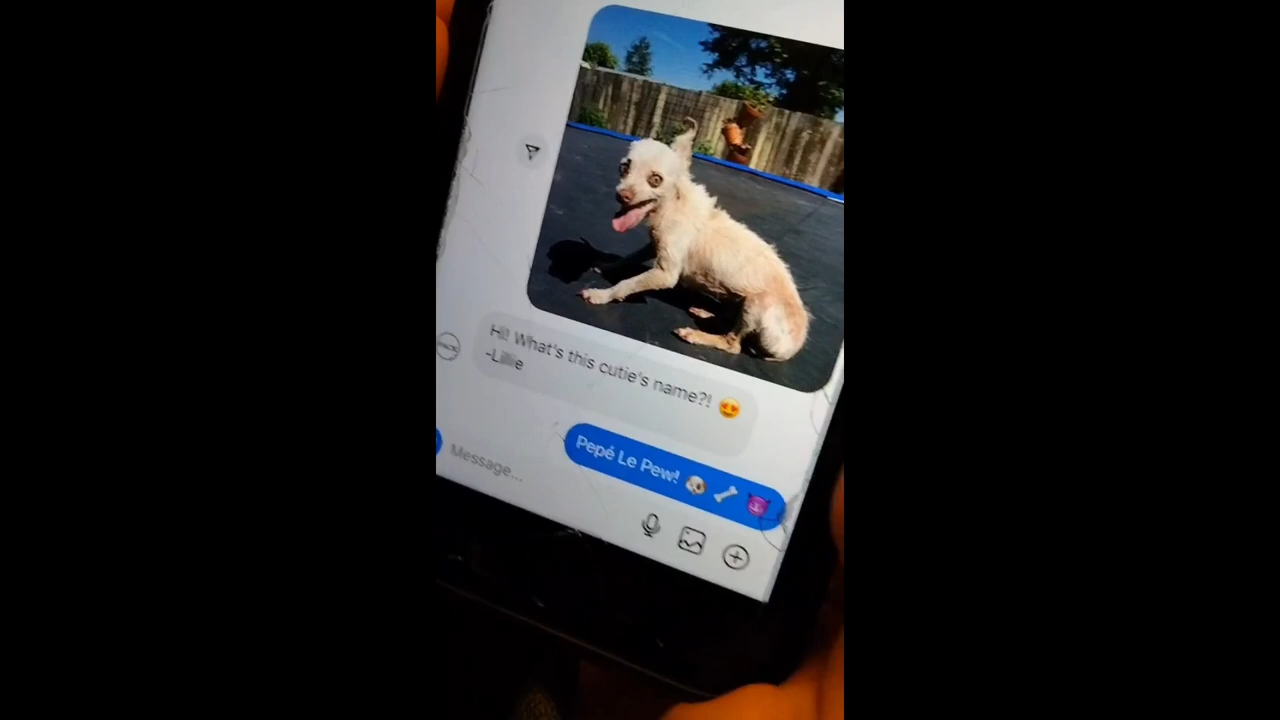 Hi! What's this cutie's name?! 😍
-Lillie
Pepé Le Pew! 🐶 🦴 😈
Message...